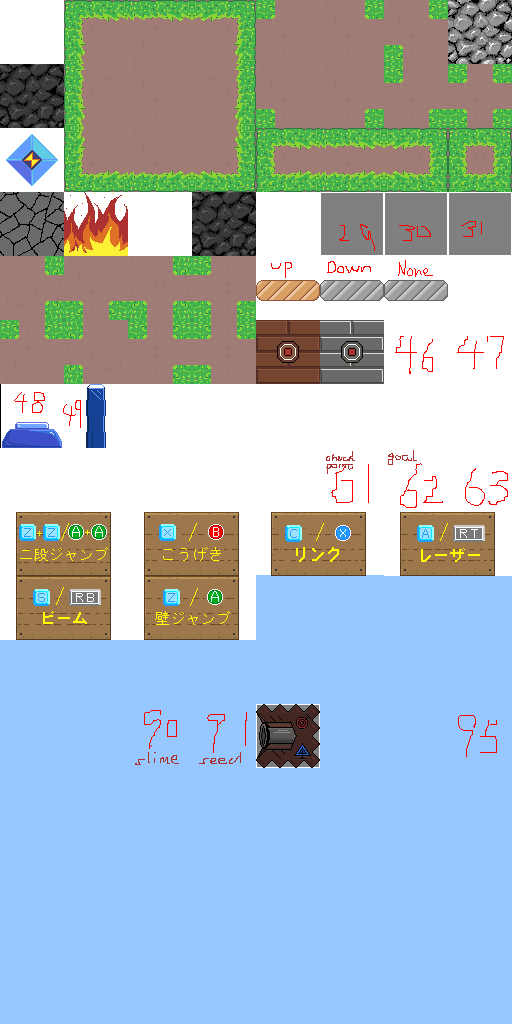 29 30 31
up Down None
46 47
48 49
check point goal
61 62 63
Z+Z/A+A
二段ジャンプ
X / B
こうげき
C / X
リンク
A / RT
レーザー
S / RB
ビーム
Z / A
壁ジャンプ
90 91 95
slime seed